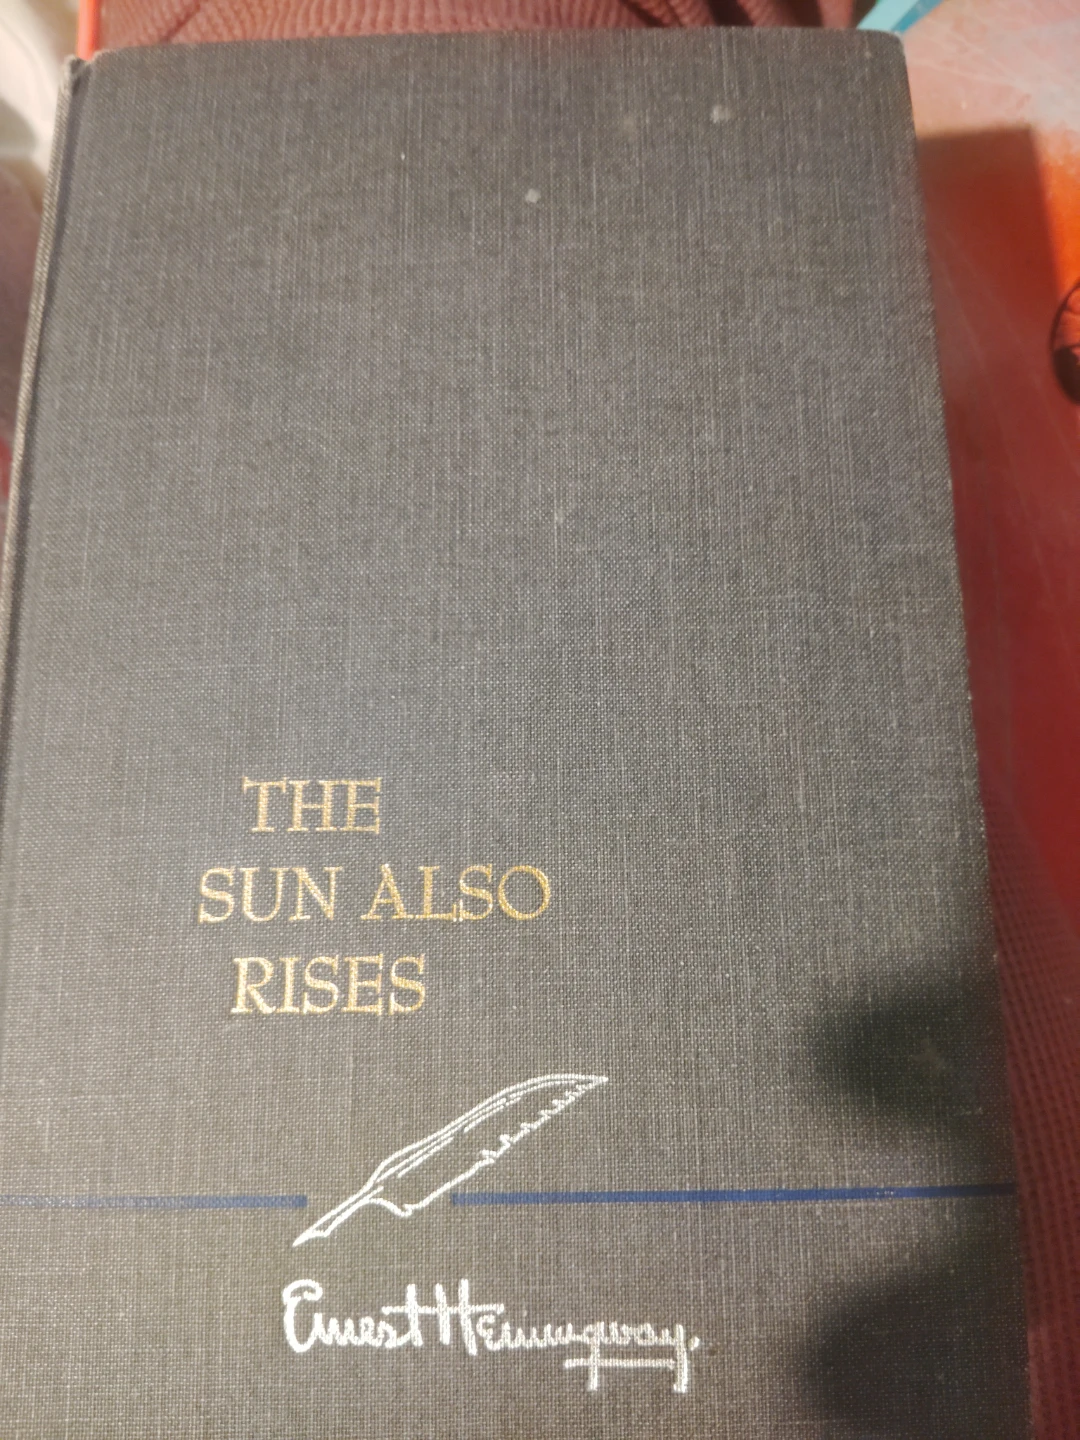 THE
SUN ALSO
RISES
Ernest Hemingway.